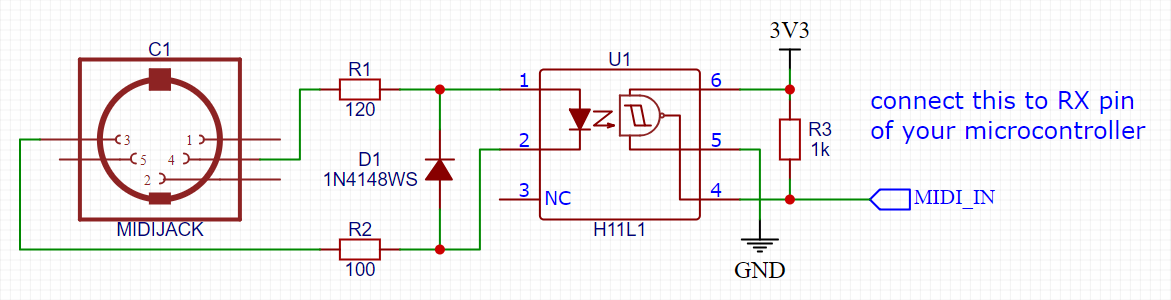 C1
3
1
5
4
2
MIDIJACK
R1
120
D1
1N4148WS
R2
100
U1
1
2
3
NC
6
5
4
H11L1
3V3
R3
1k
GND
MIDI_IN
connect this to RX pin
of your microcontroller